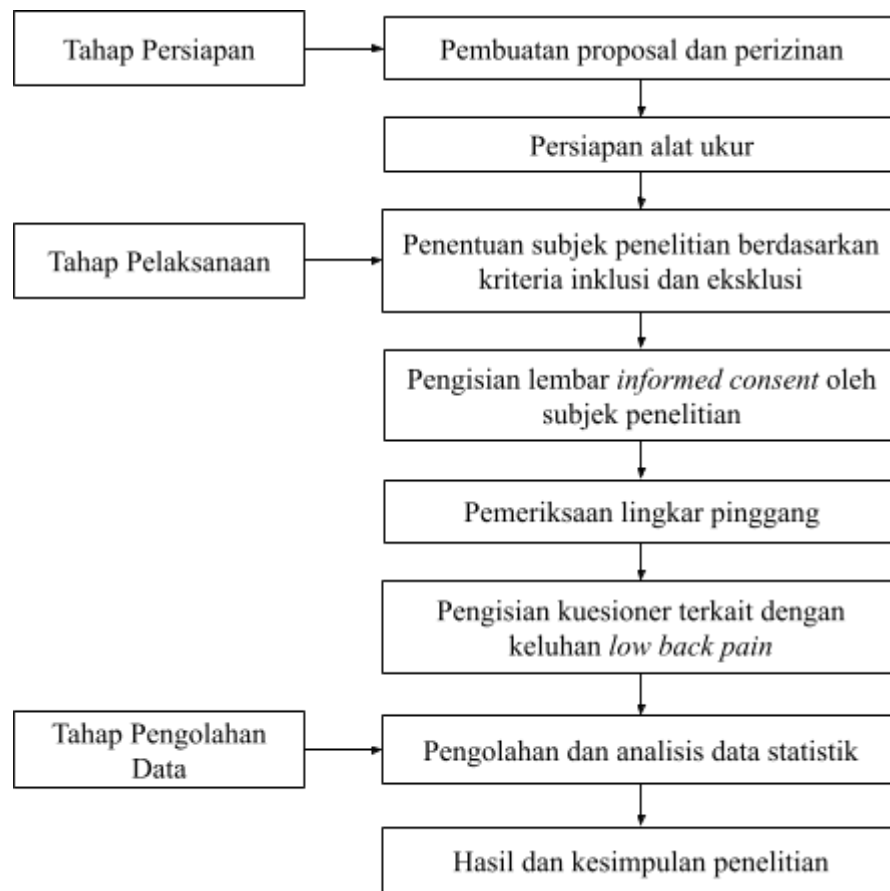 Tahap Persiapan
Pembuatan proposal dan perizinan
Persiapan alat ukur
Tahap Pelaksanaan
Penentuan subjek penelitian berdasarkan
kriteria inklusi dan eksklusi
Pengisian lembar informed consent oleh
subjek penelitian
Pemeriksaan lingkar pinggang
Pengisian kuesioner terkait dengan
keluhan low back pain
Tahap Pengolahan
Data
Pengolahan dan analisis data statistik
Hasil dan kesimpulan penelitian